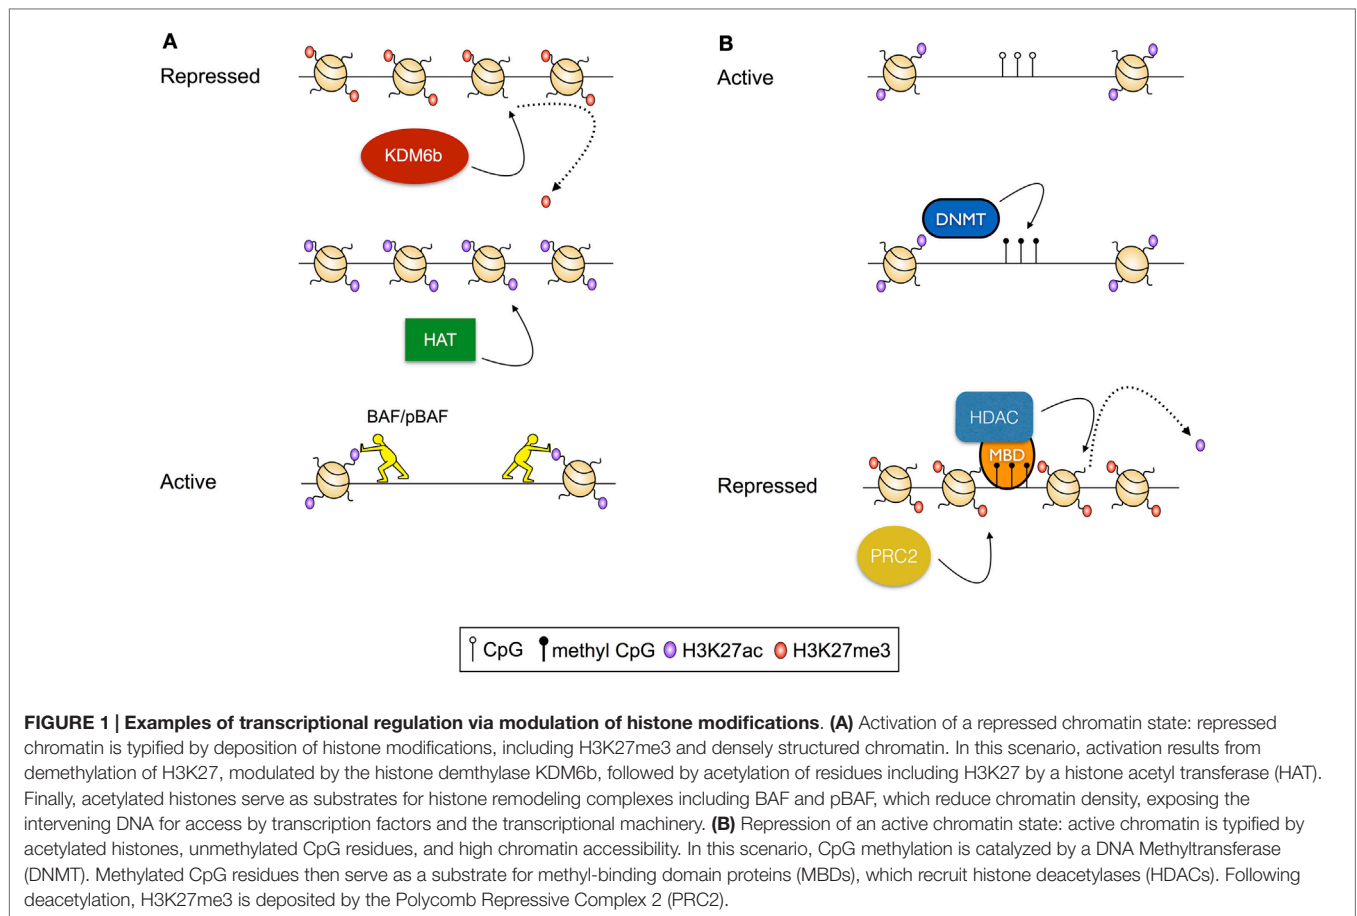 A
Repressed
KDM6b
HAT
BAF/pBAF
Active
B
Active
DNMT
HDAC
MBD
Repressed
PRC2
CpG methyl CpG H3K27ac H3K27me3
FIGURE 1 | Examples of transcriptional regulation via modulation of histone modifications. (A) Activation of a repressed chromatin state: repressed
chromatin is typified by deposition of histone modifications, including H3K27me3 and densely structured chromatin. In this scenario, activation results from
demethylation of H3K27, modulated by the histone demthylase KDM6b, followed by acetylation of residues including H3K27 by a histone acetyl transferase (HAT).
Finally, acetylated histones serve as substrates for histone remodeling complexes including BAF and pBAF, which reduce chromatin density, exposing the
intervening DNA for access by transcription factors and the transcriptional machinery. (B) Repression of an active chromatin state: active chromatin is typified by
acetylated histones, unmethylated CpG residues, and high chromatin accessibility. In this scenario, CpG methylation is catalyzed by a DNA Methyltransferase
(DNMT). Methylated CpG residues then serve as a substrate for methyl-binding domain proteins (MBDs), which recruit histone deacetylases (HDACs). Following
deacetylation, H3K27me3 is deposited by the Polycomb Repressive Complex 2 (PRC2).